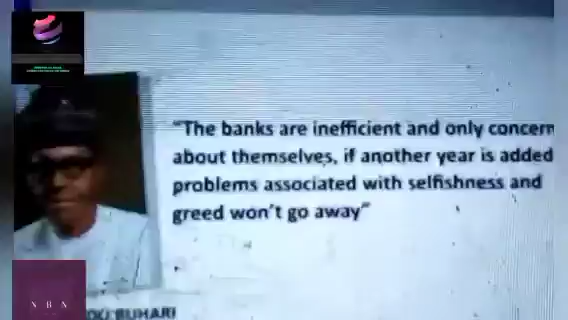 "The banks are inefficient and only concern
about themselves, if another year is added
problems associated with selfishness and
greed won't go away"
NBN
BUHARI